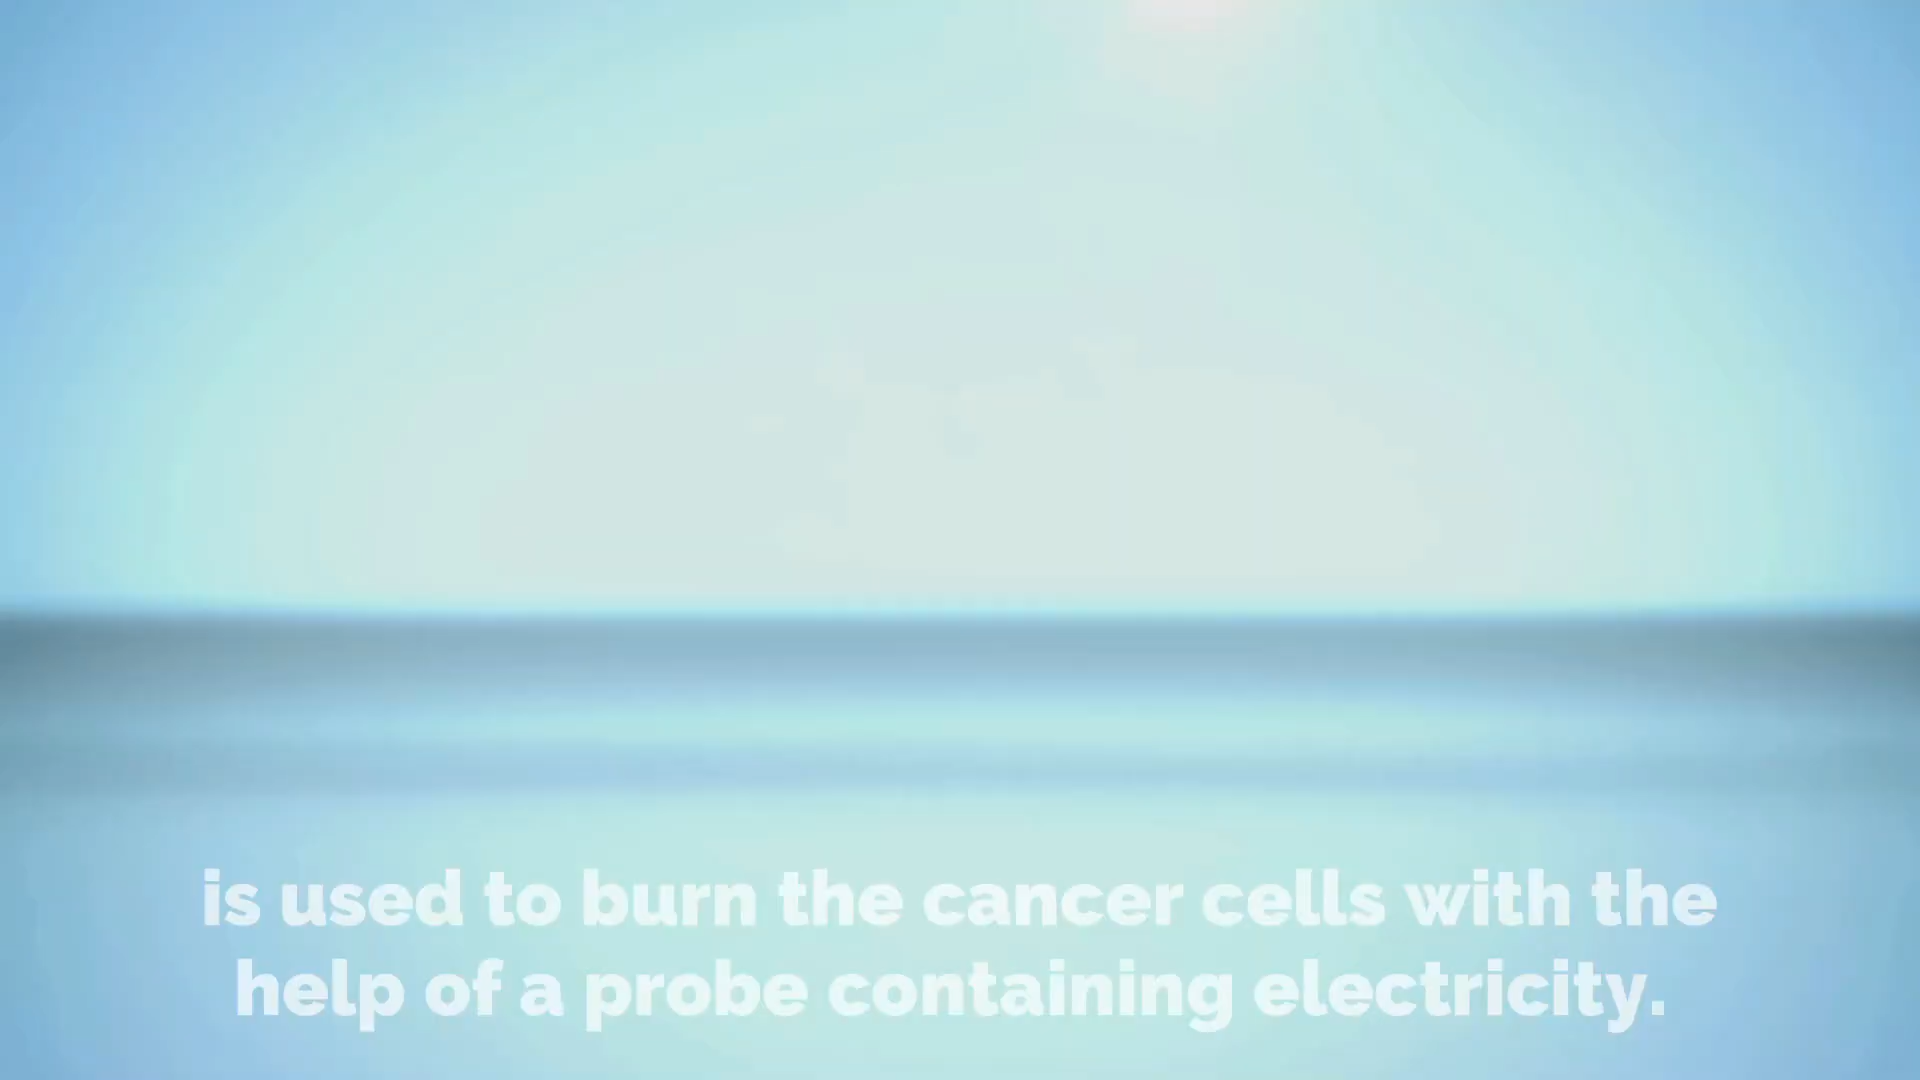 is used to burn the cancer cells with the
help of a probe containing electricity.